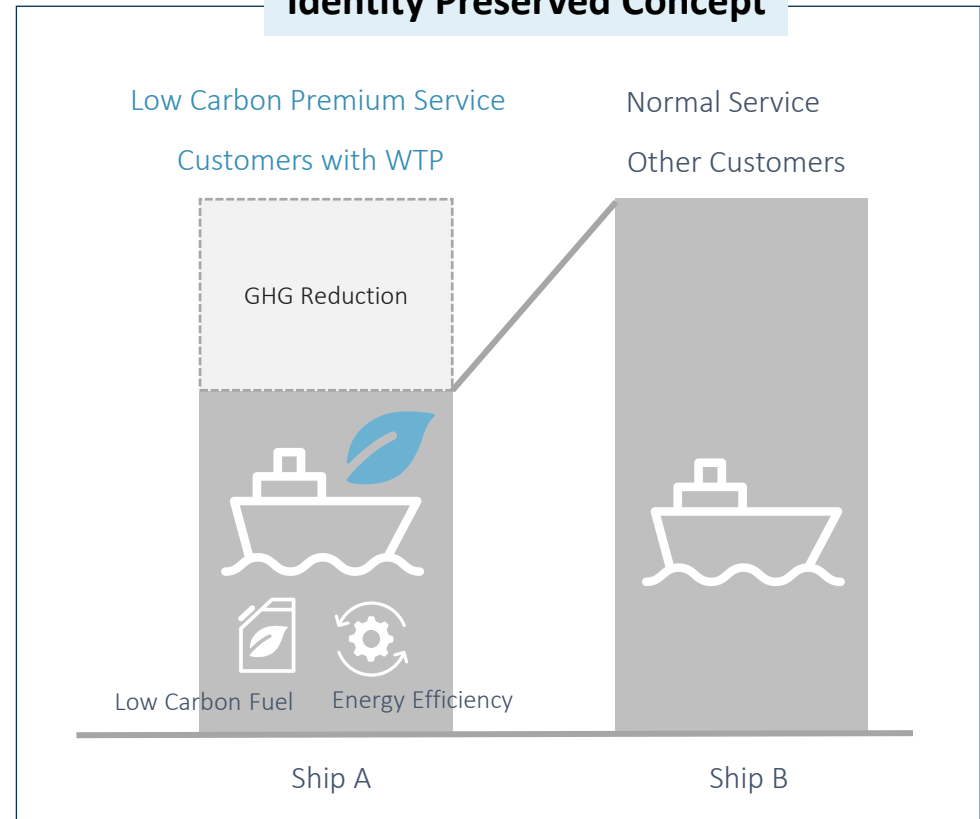 Identity Preserved Concept
Low Carbon Premium Service
Normal Service
Customers with WTP
Other Customers
GHG Reduction
Low Carbon Fuel
Energy Efficiency
Ship A
Ship B